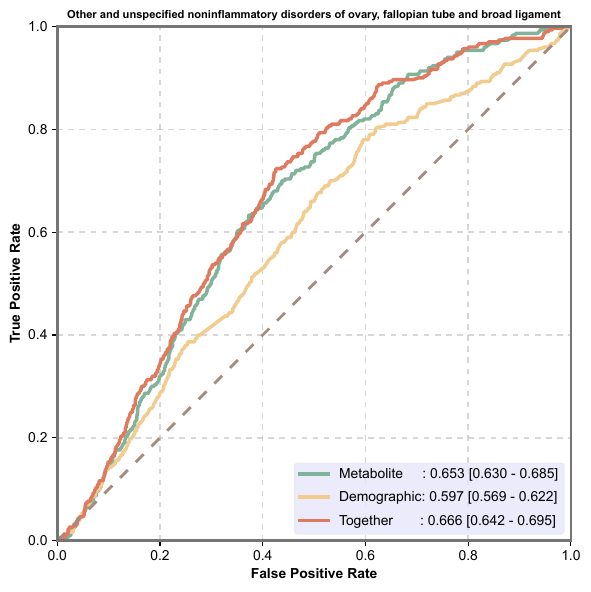 Other and unspecified noninflammatory disorders of ovary, fallopian tube and broad ligament
1.0
0.8
0.6
0.4
0.2
0.0
True Positive Rate
Metabolite : 0.653 [0.630 - 0.685]
Demographic: 0.597 [0.569 - 0.622]
Together : 0.666 [0.642 - 0.695]
0.0 0.2 0.4 0.6 0.8 1.0
False Positive Rate